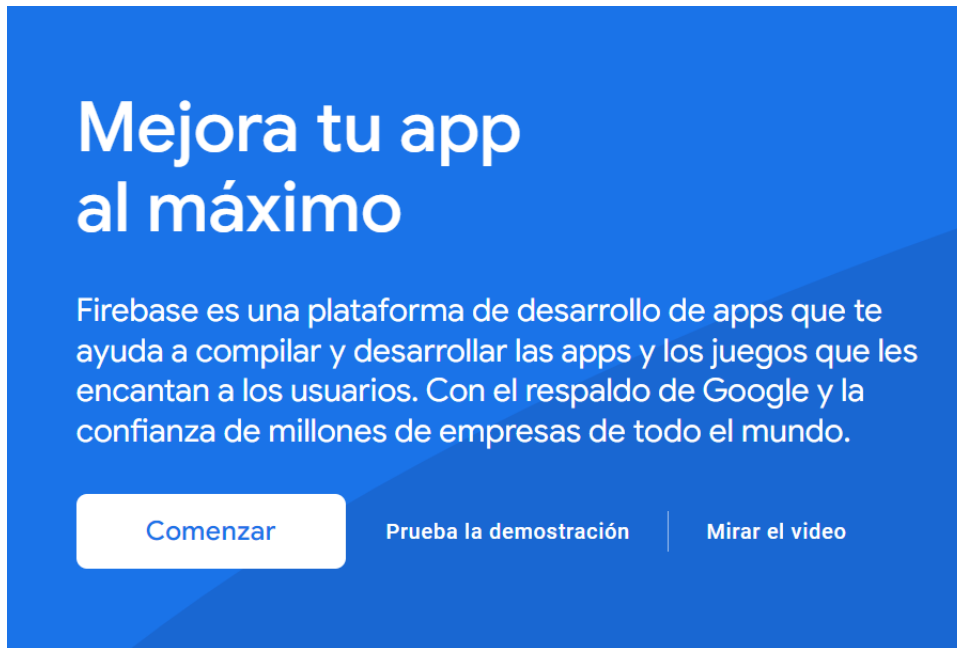 Mejora tu app
al máximo
Firebase es una plataforma de desarrollo de apps que te
ayuda a compilar y desarrollar las apps y los juegos que les
encantan a los usuarios. Con el respaldo de Google y la
confianza de millones de empresas de todo el mundo.
Comenzar Prueba la demostración Mirar el video